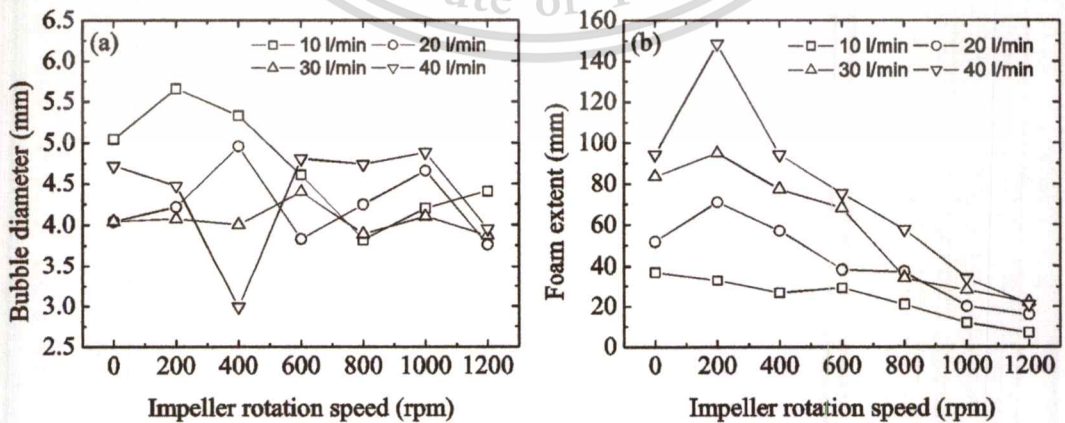 ate of
6.5
6.0
5.5
5.0
4.5
4.0
3.5
3.0
2.5
(a)
10 l/min 20 l/min
30 l/min 40 l/min
Bubble diameter (mm)
0 200 400 600 800 1000 1200
Impeller rotation speed (rpm)
160
140
120
100
80
60
40
20
0
(b)
10 l/min 20 l/min
30 l/min 40 l/min
Foam extent (mm)
0 200 400 600 800 1000 1200
Impeller rotation speed (rpm)